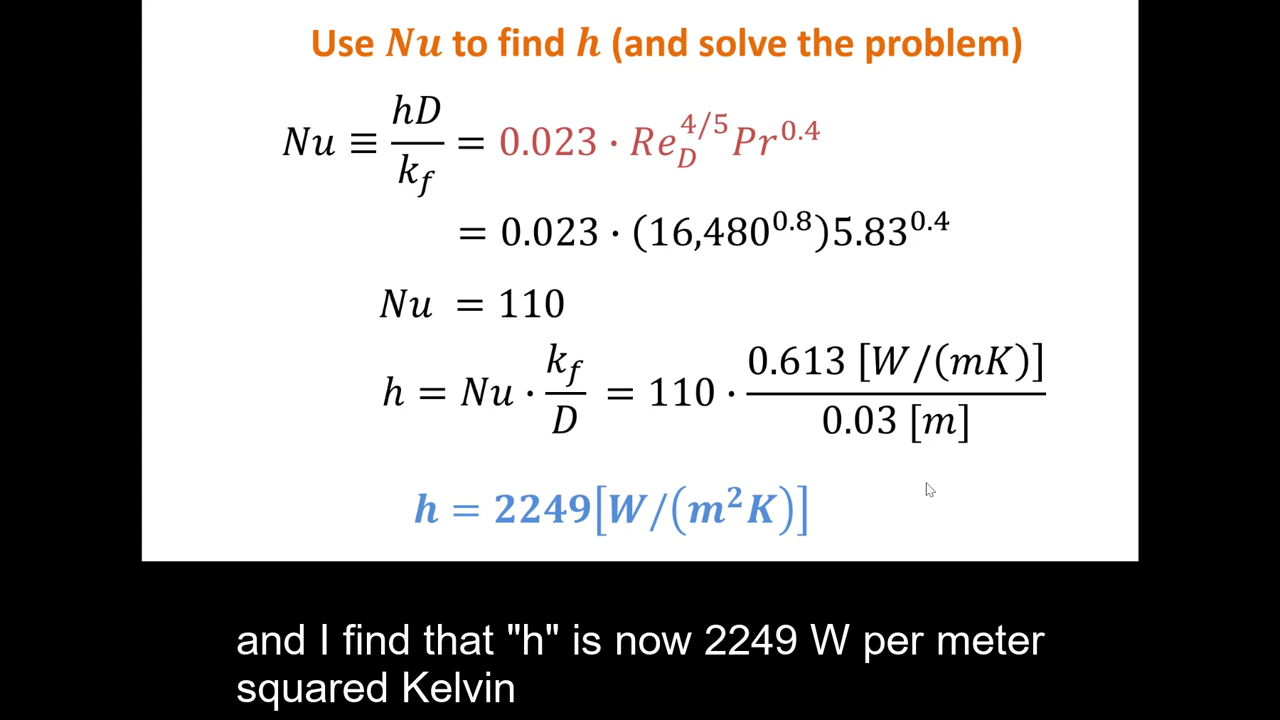 Use Nu to find h (and solve the problem)
Nu ≡ hD/k_f = 0.023 · Re_D^{4/5} Pr^{0.4}
= 0.023 · (16,480^{0.8})5.83^{0.4}
Nu = 110
h = Nu · k_f/D = 110 · 0.613 [W/(mK)]/0.03 [m]
h = 2249[W/(m²K)]
and I find that "h" is now 2249 W per meter
squared Kelvin